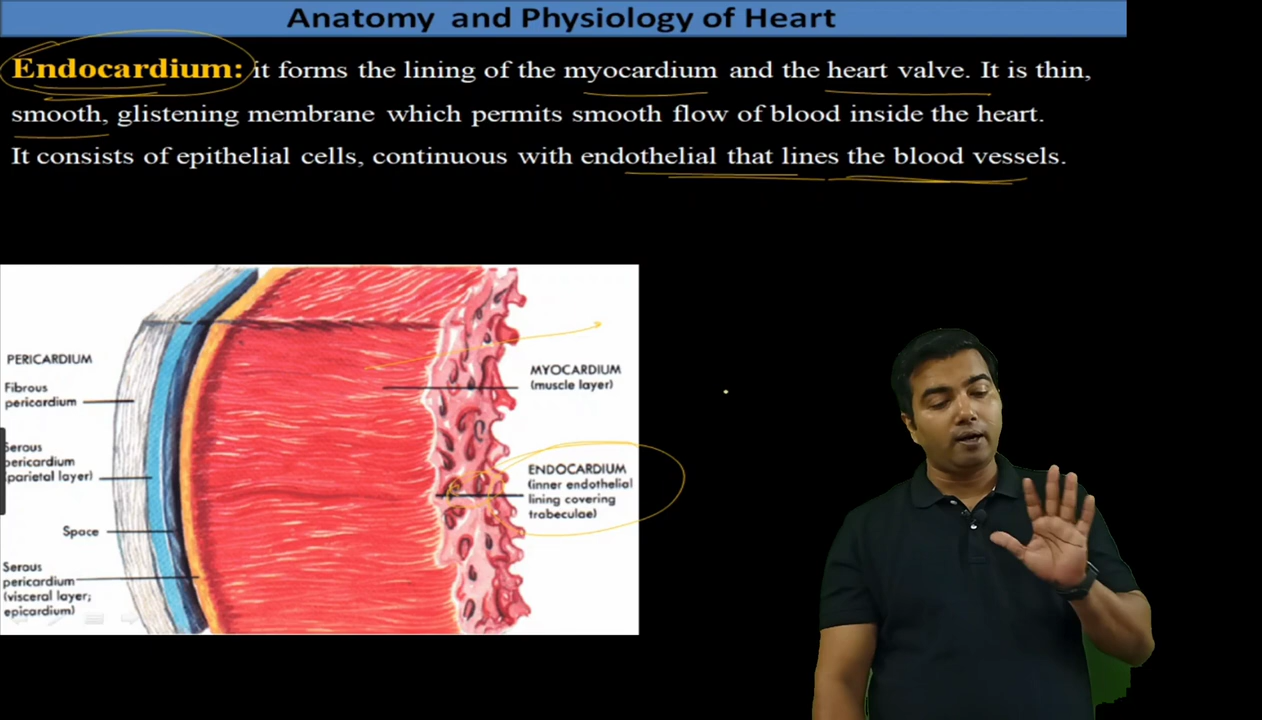 Anatomy and Physiology of Heart
Endocardium: it forms the lining of the myocardium and the heart valve. It is thin,
smooth, glistening membrane which permits smooth flow of blood inside the heart.
It consists of epithelial cells, continuous with endothelial that lines the blood vessels.
PERICARDIUM
Fibrous
pericardium
Serous
pericardium
(parietal layer)
Space
Serous
pericardium
(visceral layer;
epicardium)
MYOCARDIUM
(muscle layer)
ENDOCARDIUM
(inner endothelial
lining covering
trabeculae)